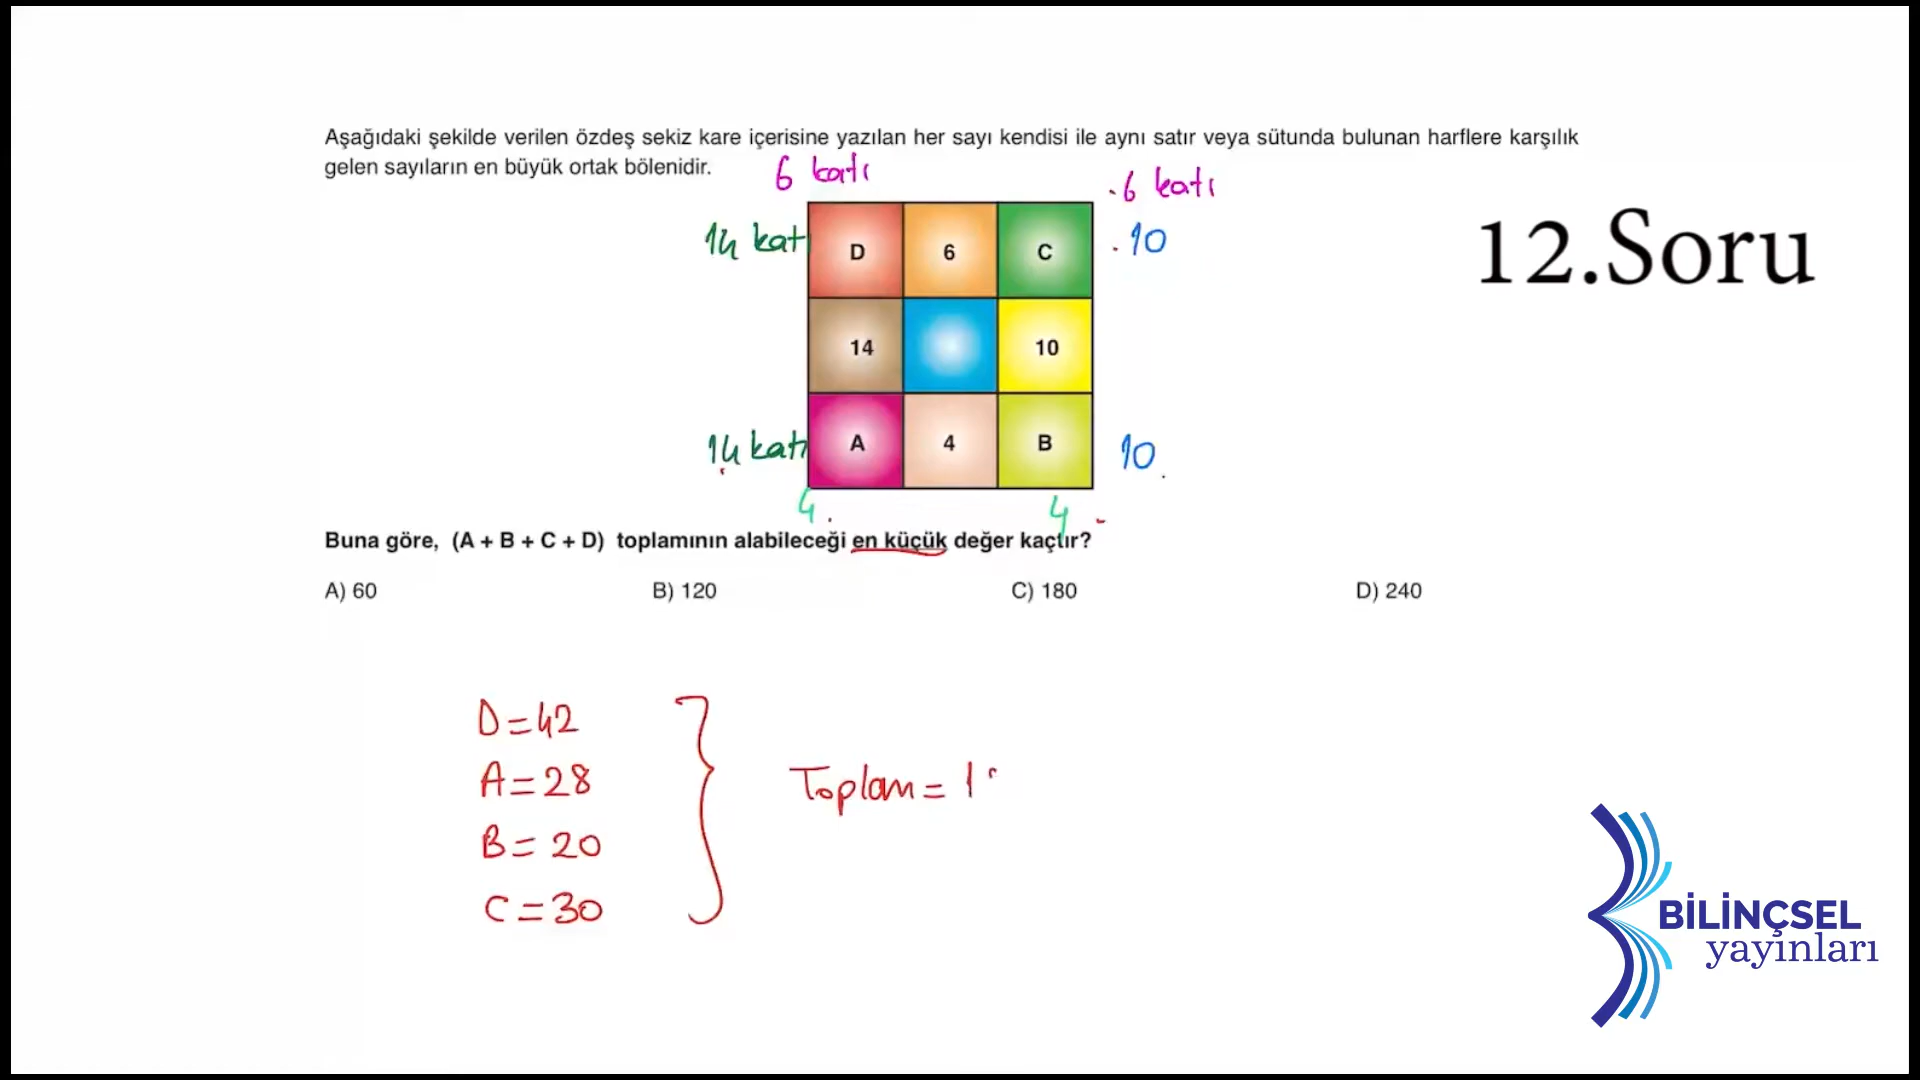 Aşağıdaki şekilde verilen özdeş sekiz kare içerisine yazılan her sayı kendisi ile aynı satır veya sütunda bulunan harflere karşılık
gelen sayıların en büyük ortak bölenidir.
6 katı
.6 katı
12.Soru
14 kat
D
6
C
.10
14
10
14 katı
A
4
B
10
4
4
Buna göre, (A + B + C + D) toplamının alabileceği en küçük değer kaçtır?
A) 60
B) 120
C) 180
D) 240
D=42
A=28
B=20
C=30
Toplam=1
BİLİNÇSEL
yayınları